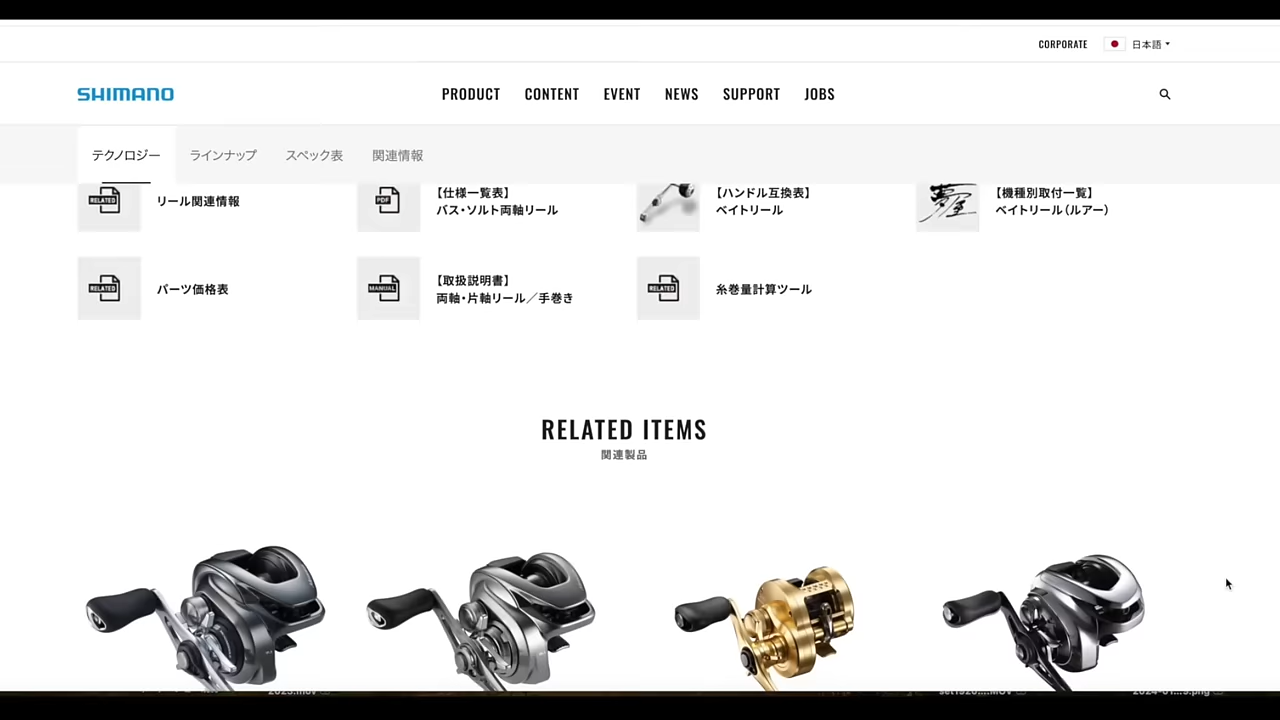 CORPORATE
日本語
SHIMANO
PRODUCT
CONTENT
EVENT
NEWS
SUPPORT
JOBS
テクノロジー
ラインナップ
スペック表
関連情報
RELATED
リール関連情報
PDF
【仕様一覧表】
バス・ソルト両軸リール
【ハンドル互換表】
ベイトリール
夢屋
【機種別取付一覧】
ベイトリール（ルアー）
RELATED
パーツ価格表
MANUAL
【取扱説明書】
両軸・片軸リール／手巻き
RELATED
糸巻量計算ツール
RELATED ITEMS
関連製品